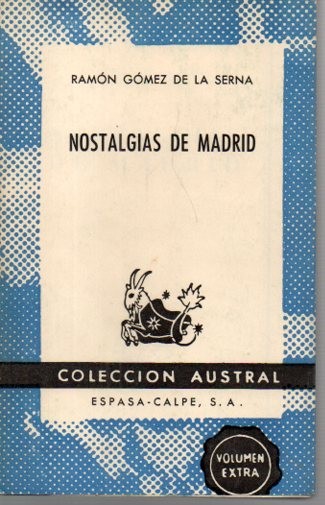 RAMÓN GÓMEZ DE LA SERNA
NOSTALGIAS DE MADRID
COLECCION AUSTRAL
ESPASA-CALPE, S. A.
VOLUMEN
EXTRA